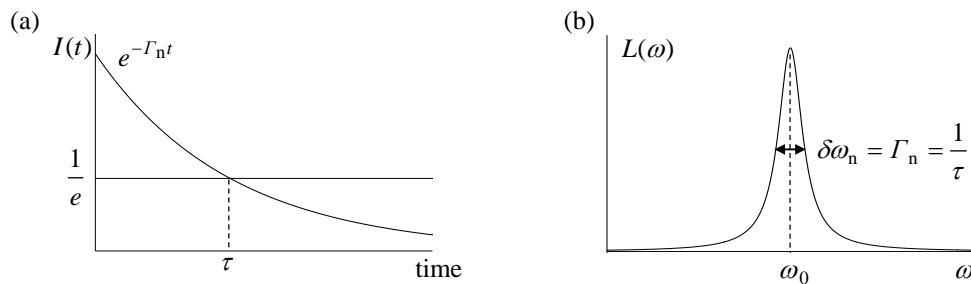 (a)
I(t)
e^{-Γ_n t}
1/e
τ
time
(b)
L(ω)
δω_n = Γ_n = 1/τ
ω_0
ω